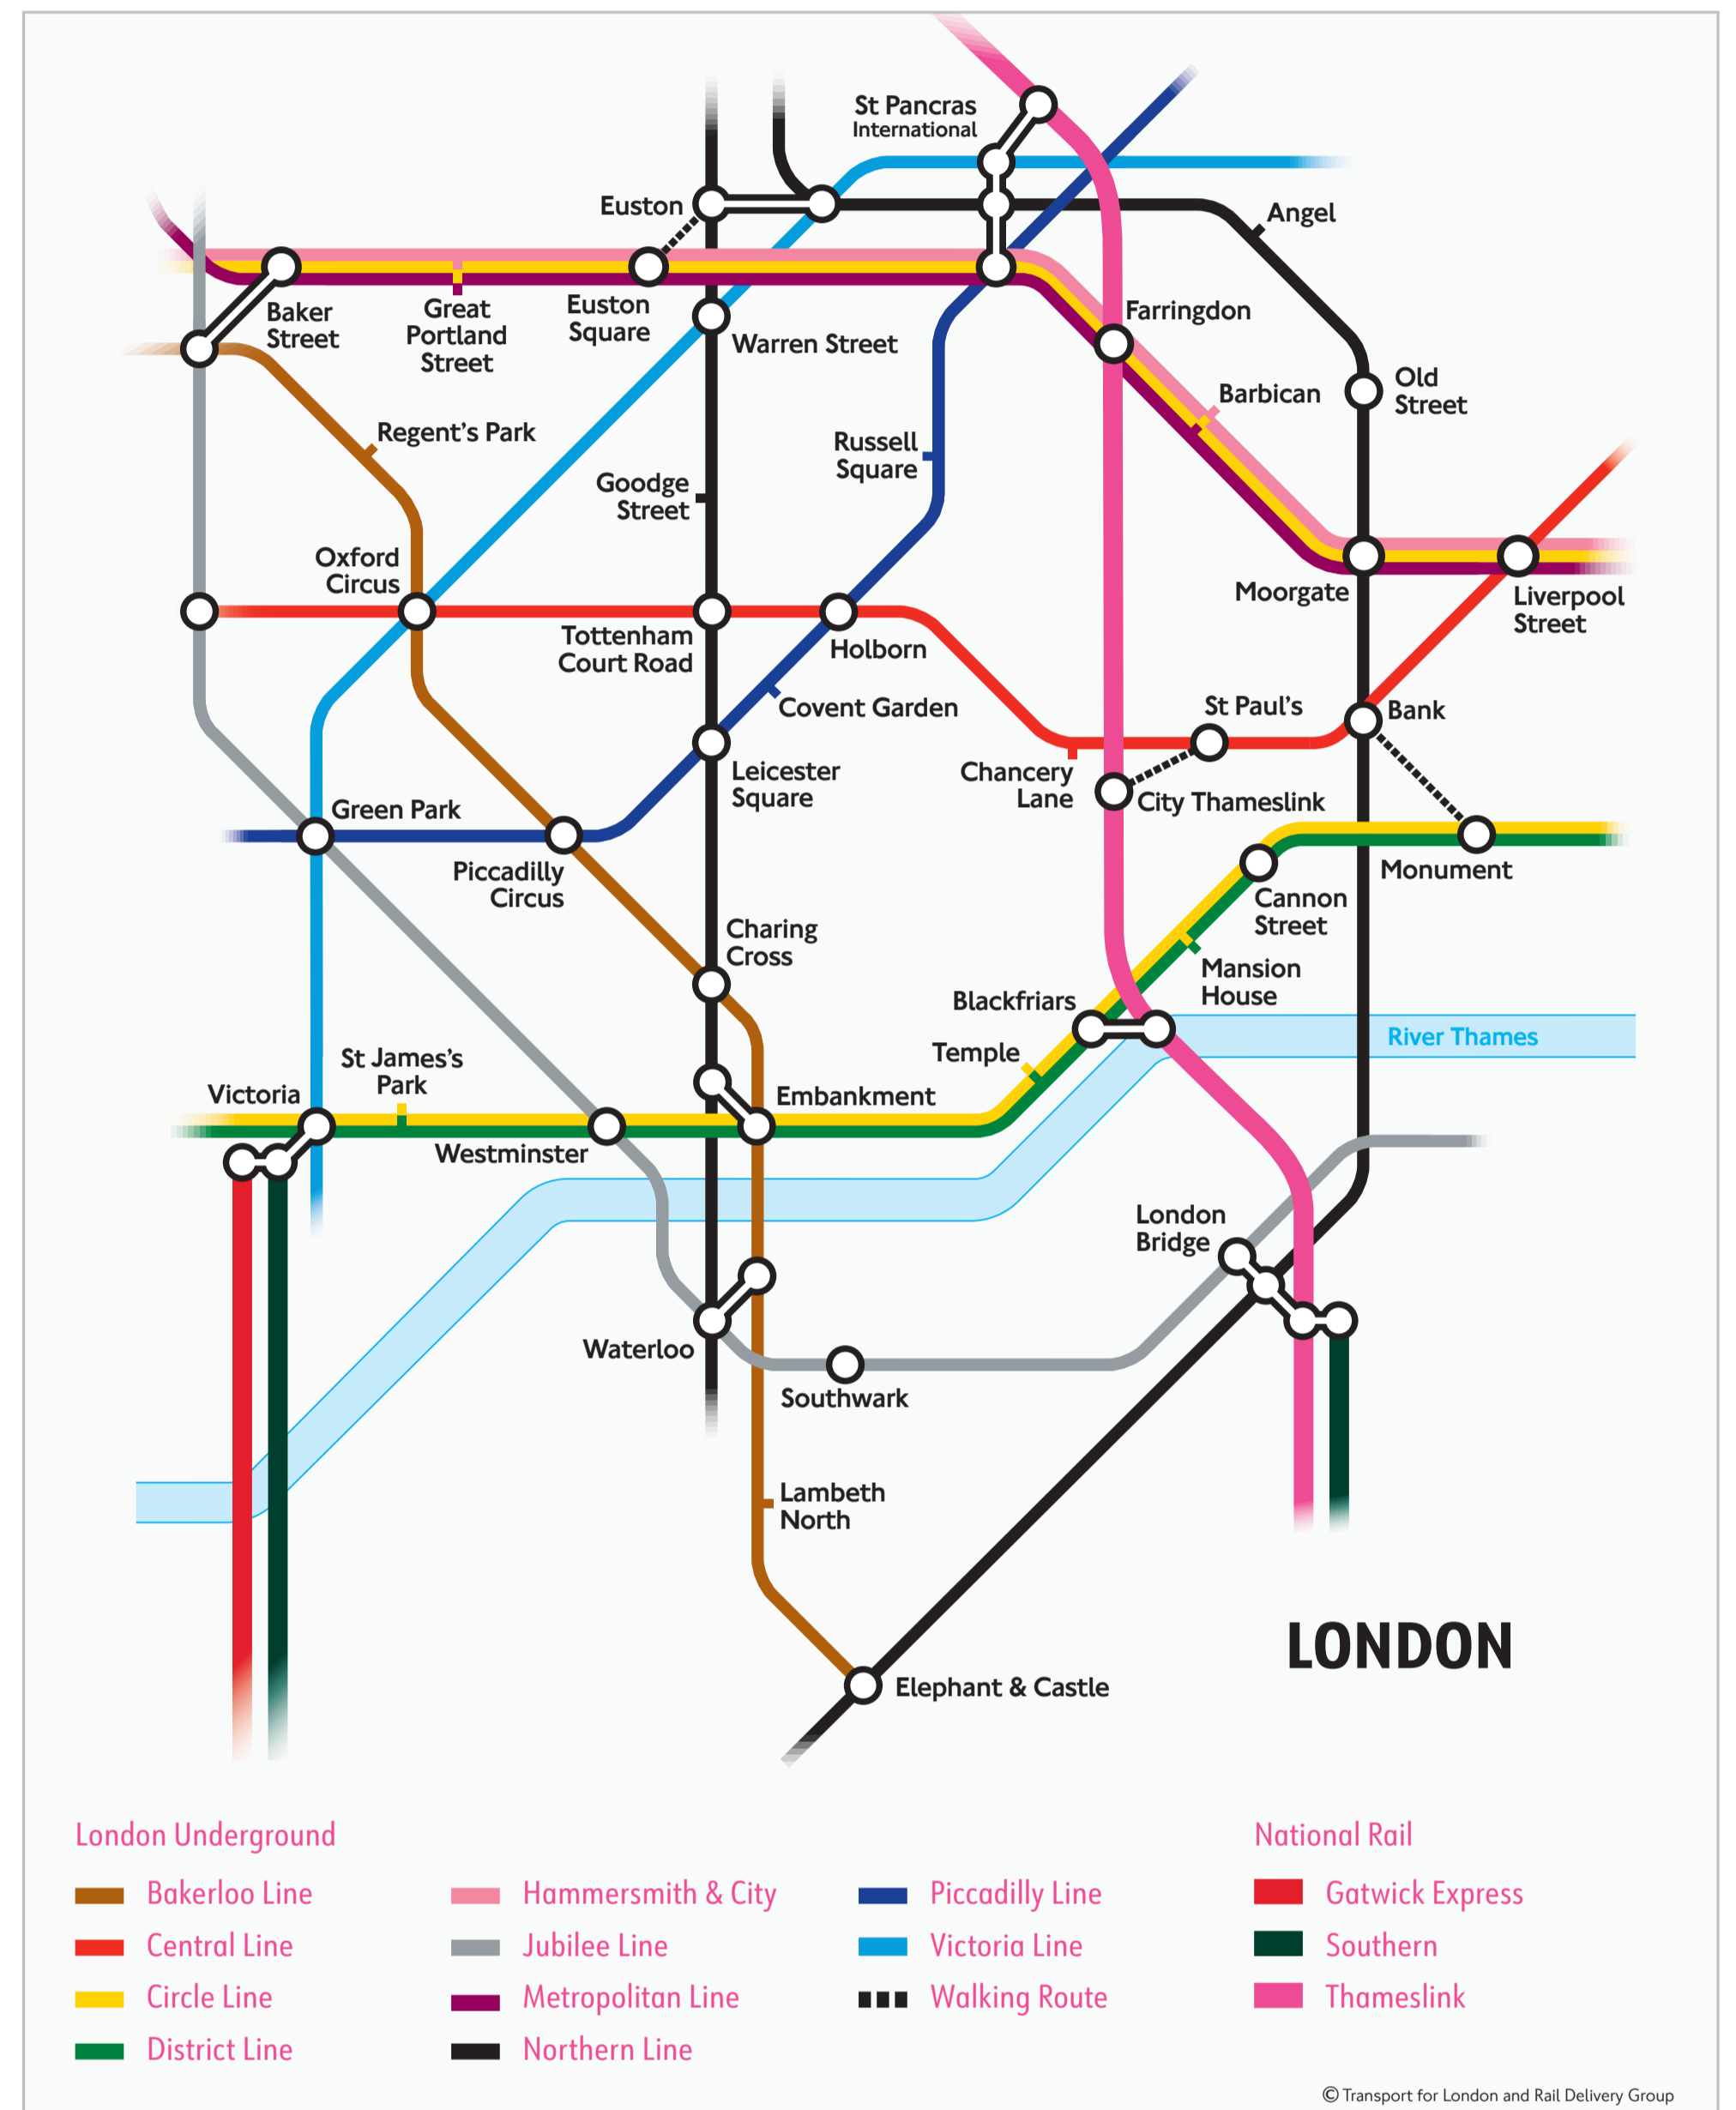 St Pancras
International
Euston
Angel
Baker
Street
Great
Portland
Street
Euston
Square
Warren Street
Farringdon
Old
Street
Barbican
Regent's Park
Russell
Square
Goodge
Street
Oxford
Circus
Moorgate
Liverpool
Street
Tottenham
Court Road
Holborn
Covent Garden
St Paul's
Bank
Leicester
Square
Chancery
Lane
City Thameslink
Green Park
Piccadilly
Circus
Monument
Cannon
Street
Charing
Cross
Mansion
House
Blackfriars
River Thames
Temple
St James's
Park
Victoria
Embankment
Westminster
London
Bridge
Waterloo
Southwark
Lambeth
North
LONDON
Elephant & Castle
London Underground
Bakerloo Line
Central Line
Circle Line
District Line
Hammersmith & City
Jubilee Line
Metropolitan Line
Northern Line
Piccadilly Line
Victoria Line
Walking Route
National Rail
Gatwick Express
Southern
Thameslink
© Transport for London and Rail Delivery Group